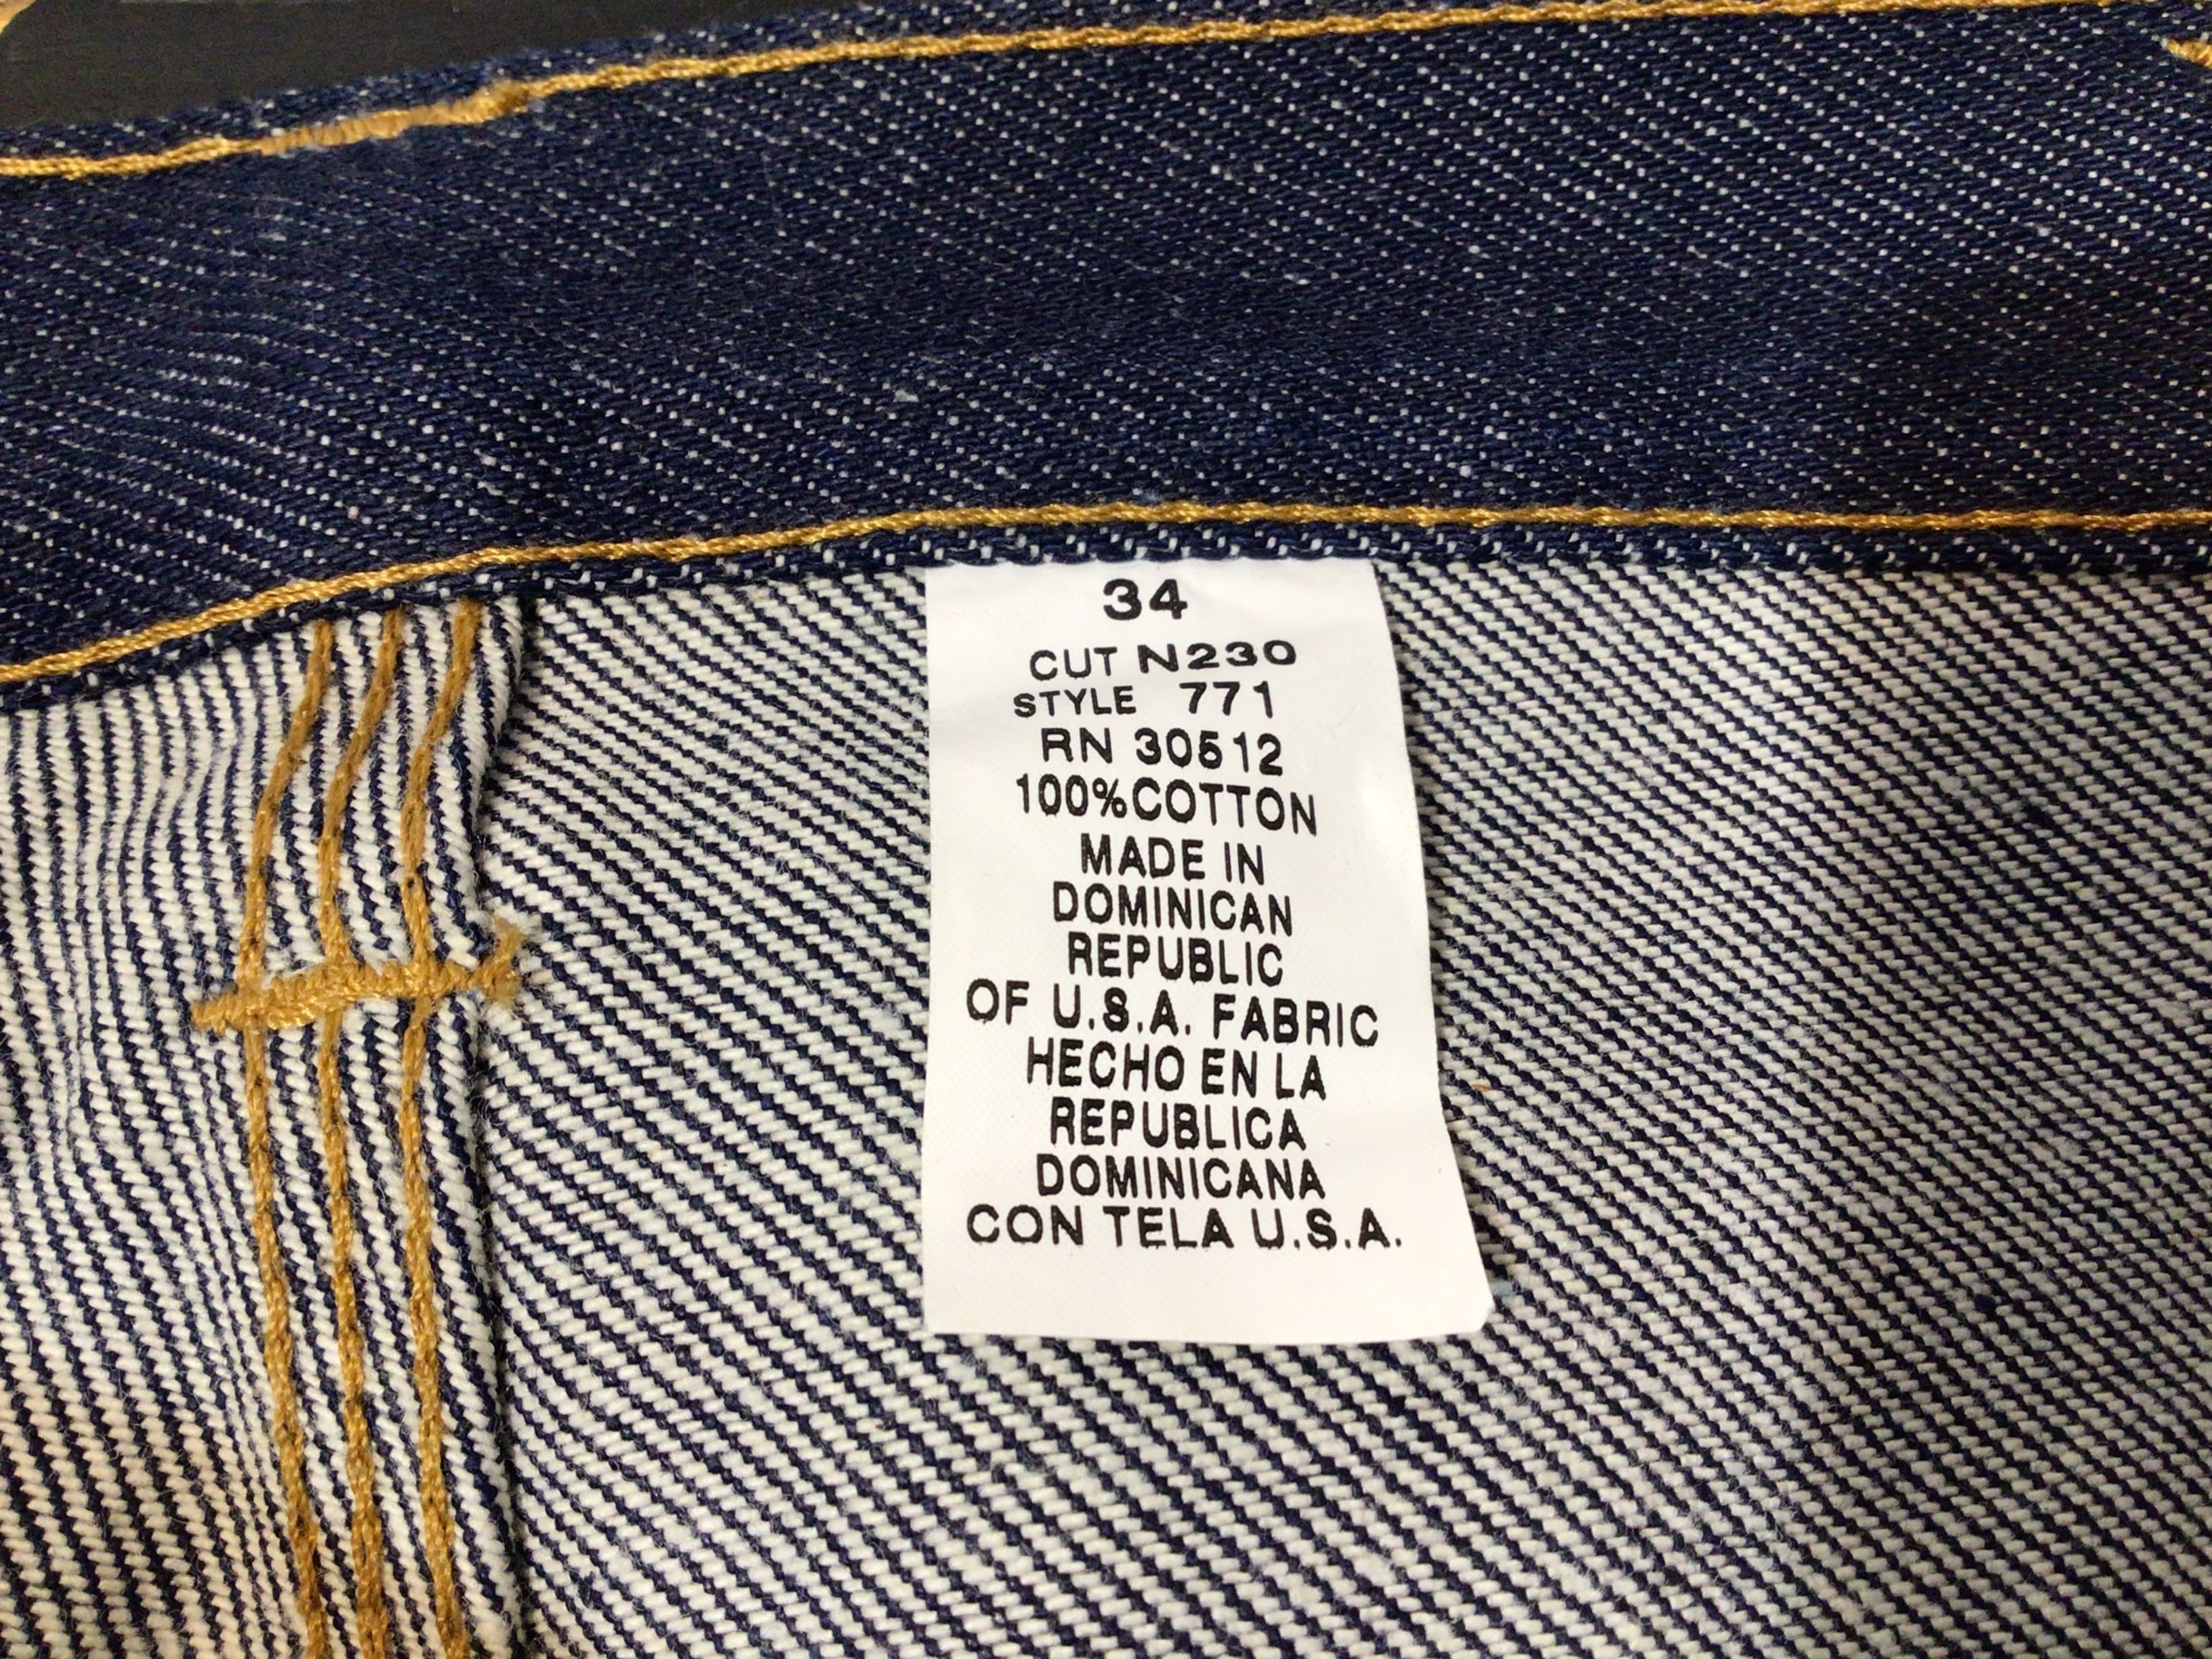 34
CUT N230
STYLE 771
RN 30512
100%COTTON
MADE IN
DOMINICAN
REPUBLIC
OF U.S.A. FABRIC
HECHO EN LA
REPUBLICA
DOMINICANA
CON TELA U.S.A.